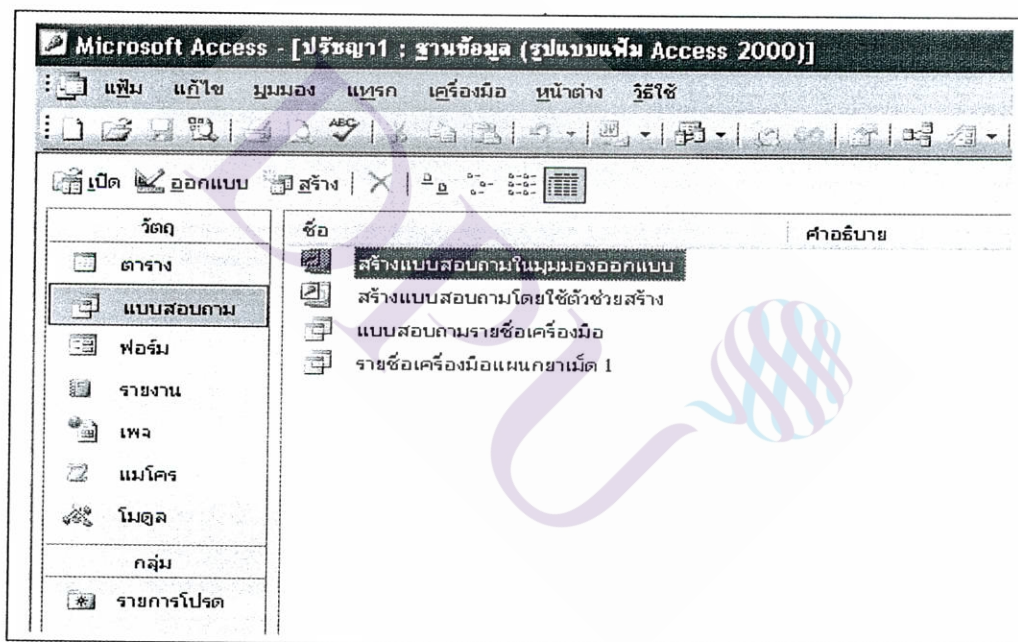 Microsoft Access - [ปรัชญา1 : ฐานข้อมูล (รูปแบบแฟ้ม Access 2000)]
แฟ้ม แก้ไข มุมมอง แทรก เครื่องมือ หน้าต่าง วิธีใช้
ABC
เปิด ออกแบบ สร้าง
วัตถุ
ตาราง
แบบสอบถาม
ฟอร์ม
รายงาน
เพจ
แมโคร
โมดูล
กลุ่ม
รายการโปรด
ชื่อ คำอธิบาย
สร้างแบบสอบถามในมุมมองออกแบบ
สร้างแบบสอบถามโดยใช้ตัวช่วยสร้าง
แบบสอบถามรายชื่อเครื่องมือ
รายชื่อเครื่องมือแผนกยาเม็ด 1
DPU